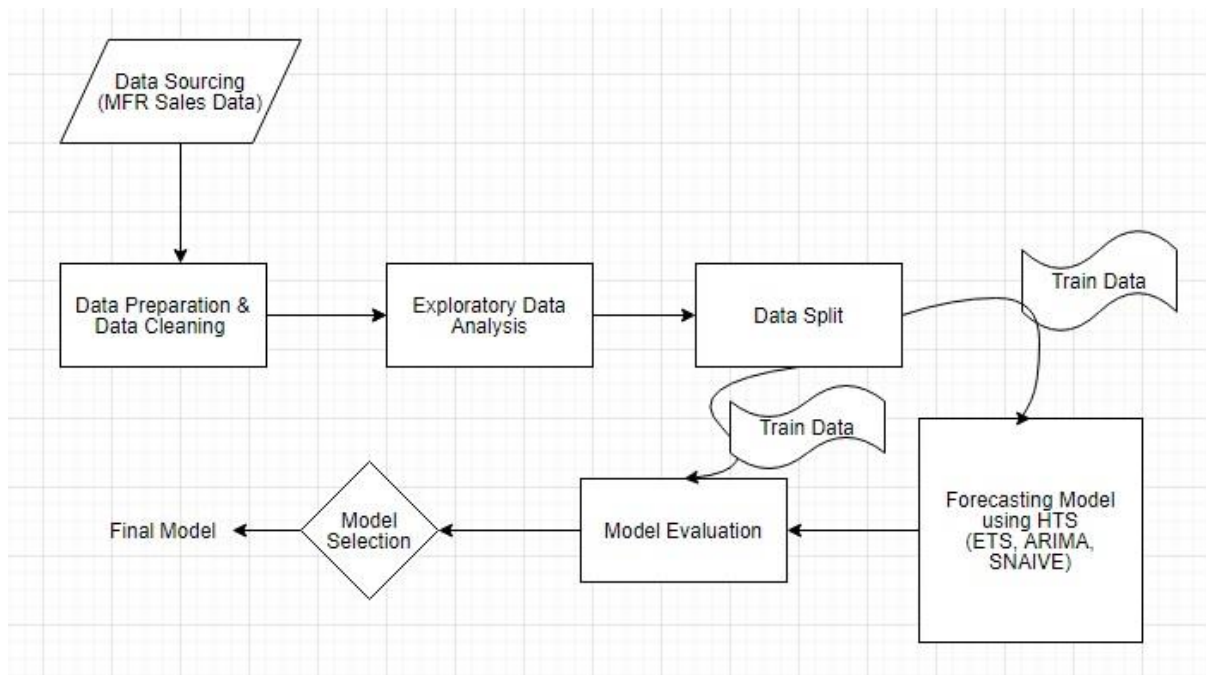 Data Sourcing
(MFR Sales Data)
Data Preparation &
Data Cleaning
Exploratory Data
Analysis
Data Split
Train Data
Train Data
Forecasting Model
using HTS
(ETS, ARIMA,
SNAIVE)
Model Evaluation
Model
Selection
Final Model